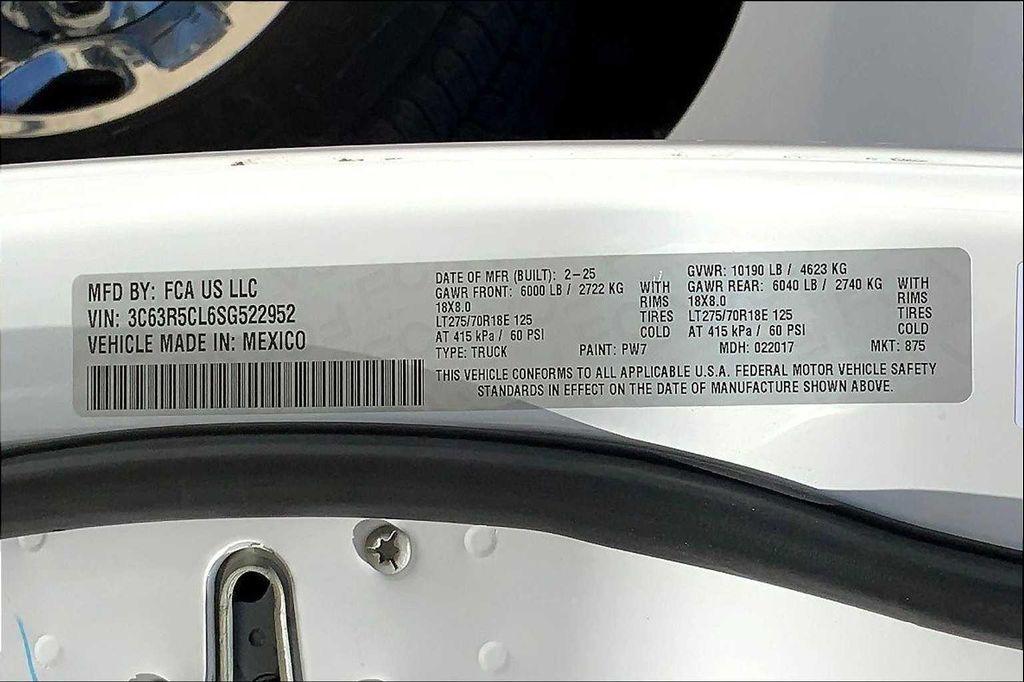 MFD BY: FCA US LLC
VIN: 3C63R5CL6SG522952
VEHICLE MADE IN: MEXICO
DATE OF MFR (BUILT): 2-25
GAWR FRONT: 6000 LB / 2722 KG WITH
18X8.0 RIMS
LT275/70R18E 125 TIRES
AT 415 kPa / 60 PSI COLD
TYPE: TRUCK PAINT: PW7
GVWR: 10190 LB / 4623 KG
GAWR REAR: 6040 LB / 2740 KG WITH
18X8.0 RIMS
LT275/70R18E 125 TIRES
AT 415 kPa / 60 PSI COLD
MDH: 022017 MKT: 875
THIS VEHICLE CONFORMS TO ALL APPLICABLE U.S.A. FEDERAL MOTOR VEHICLE SAFETY
STANDARDS IN EFFECT ON THE DATE OF MANUFACTURE SHOWN ABOVE.